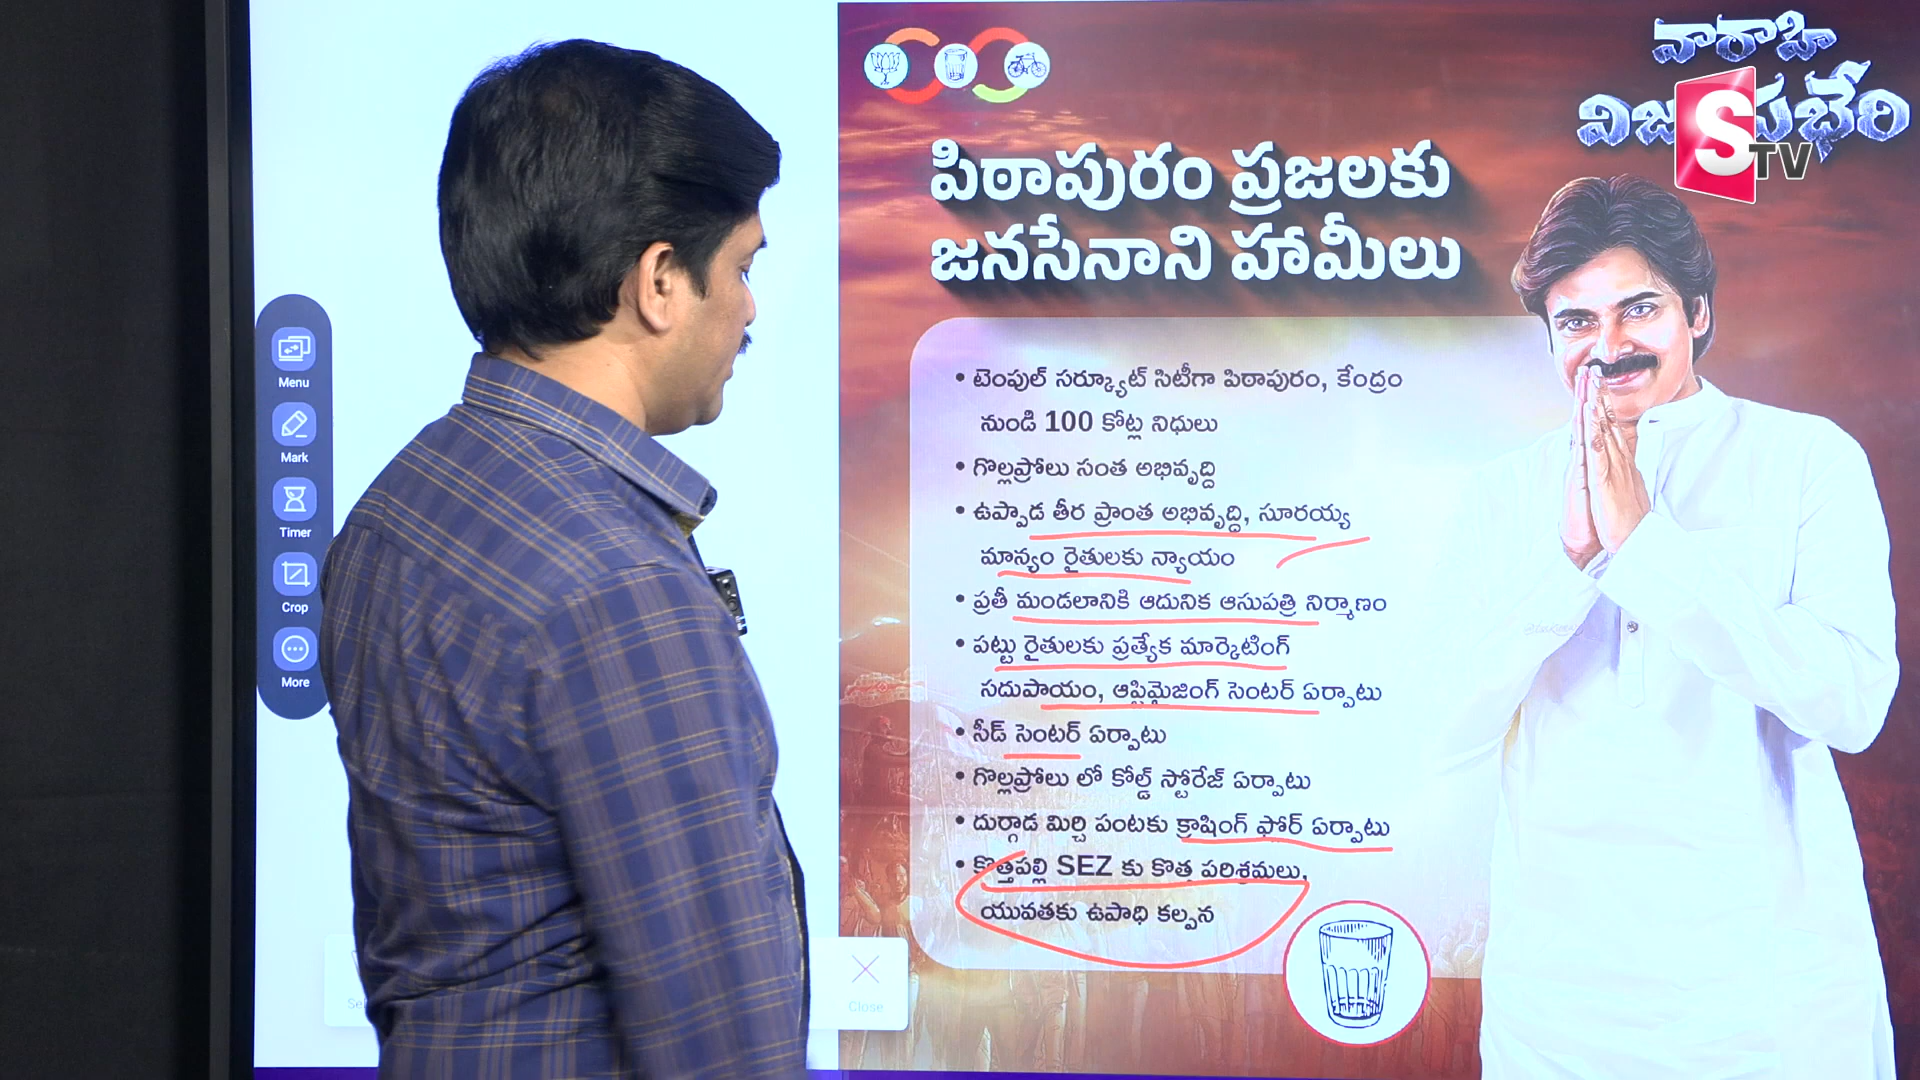 వారాహి
విజయభేరి
S TV
పిఠాపురం ప్రజలకు
జనసేనాని హామీలు
• టెంపుల్ సర్క్యూట్ సిటీగా పిఠాపురం, కేంద్రం
నుండి 100 కోట్ల నిధులు
• గొల్లప్రోలు సంత అభివృద్ది
• ఉప్పాడ తీర ప్రాంత అభివృద్ది, సూరయ్య
మాన్యం రైతులకు న్యాయం
• ప్రతీ మండలానికి ఆదునిక ఆసుపత్రి నిర్మాణం
• పట్టు రైతులకు ప్రత్యేక మార్కెటింగ్
సదుపాయం, ఆప్టిమైజింగ్ సెంటర్ ఏర్పాటు
• సీడ్ సెంటర్ ఏర్పాటు
• గొల్లప్రోలు లో కోల్డ్ స్టోరేజ్ ఏర్పాటు
• దుర్గాడ మిర్చి పంటకు క్రాషింగ్ ఫ్లోర్ ఏర్పాటు
• కొత్తపల్లి SEZ కు కొత్త పరిశ్రమలు,
యువతకు ఉపాధి కల్పన
Menu
Mark
Timer
Crop
More
Close